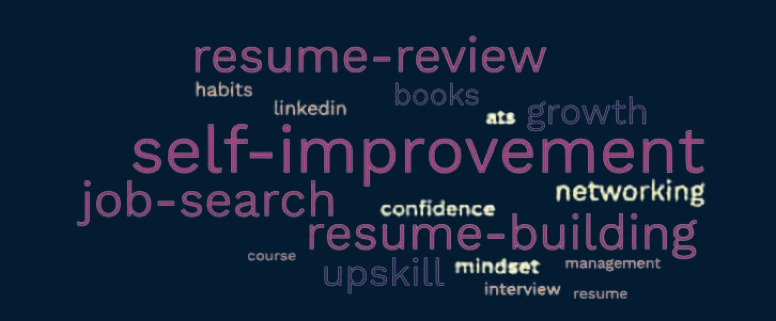 resume-review
habits
books
linkedin
ats
growth
self-improvement
job-search
networking
confidence
resume-building
course
upskill
mindset
management
interview
resume